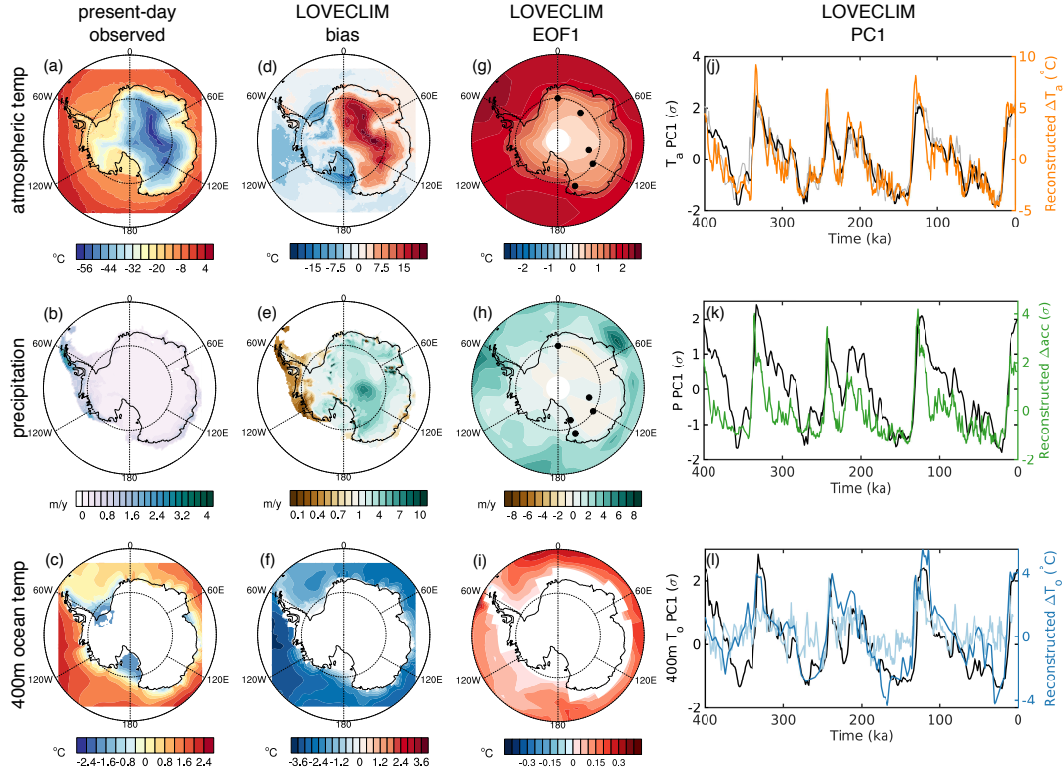 present-day
observed
LOVECLIM
bias
LOVECLIM
EOF1
LOVECLIM
PC1
atmospheric temp
(a)
0
60W
60E
120W
120E
180
°C
-56 -44 -32 -20 -8 4
(d)
0
60W
60E
120W
120E
180
°C
-15 -7.5 0 7.5 15
(g)
0
60W
60E
120W
120E
180
°C
-2 -1 0 1 2
(j)
Ta PC1 (σ)
4
2
0
-2
400 300 200 100 0
Time (ka)
10
5
0
-5
Reconstructed ΔTa (°C)
precipitation
(b)
0
60W
60E
120W
120E
180
m/y
0 0.8 1.6 2.4 3.2 4
(e)
0
60W
60E
120W
120E
180
m/y
0.1 0.4 0.7 1 4 7 10
(h)
0
60W
60E
120W
120E
180
m/y
-8 -6 -4 -2 0 2 4 6 8
(k)
P PC1 (σ)
2
1
0
-1
-2
400 300 200 100 0
Time (ka)
4
2
0
-2
Reconstructed Δacc (σ)
400m ocean temp
(c)
0
60W
60E
120W
120E
180
°C
-2.4 -1.6 -0.8 0 0.8 1.6 2.4
(f)
0
60W
60E
120W
120E
180
°C
-3.6 -2.4 -1.2 0 1.2 2.4 3.6
(i)
0
60W
60E
120W
120E
180
°C
-0.3 -0.15 0 0.15 0.3
(l)
400m To PC1 (σ)
2
0
-2
400 300 200 100 0
Time (ka)
4
2
0
-2
-4
Reconstructed ΔTo (°C)